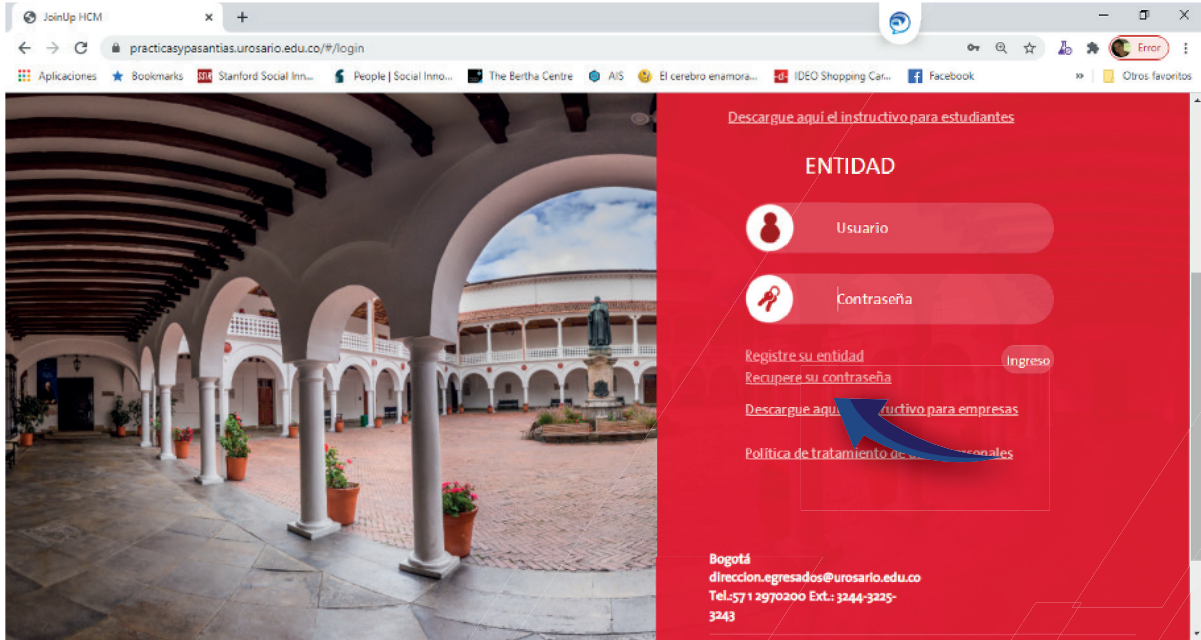 JoinUp HCM
practicasypasantias.urosario.edu.co/#/login
Error
Aplicaciones Bookmarks SSIR Stanford Social Inn... People | Social Inno... The Bertha Centre AIS El cerebro enamora... -d- IDEO Shopping Car... Facebook » Otros favoritos
Descargue aquí el instructivo para estudiantes
ENTIDAD
Usuario
Contraseña
Registre su entidad
Ingreso
Recupere su contraseña
Descargue aquí ructivo para empresas
Política de tratamiento de
Bogotá
direccion.egresados@urosario.edu.co
Tel.:57 1 2970200 Ext.: 3244-3225-
3243